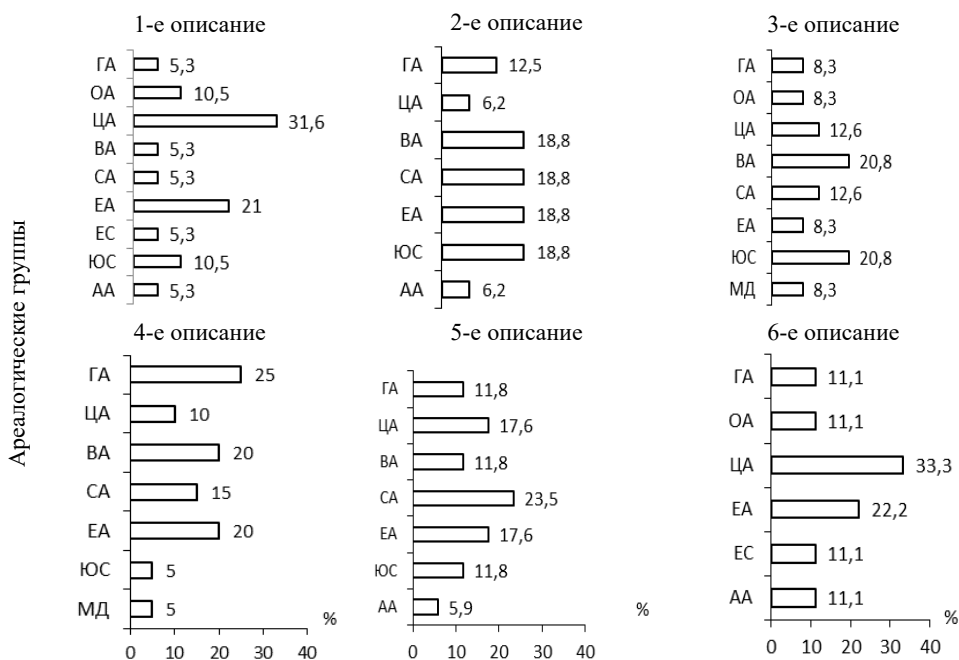 1-е описание
ГА 5,3
ОА 10,5
ЦА 31,6
ВА 5,3
СА 5,3
ЕА 21
ЕС 5,3
ЮС 10,5
АА 5,3
2-е описание
ГА 12,5
ЦА 6,2
ВА 18,8
СА 18,8
ЕА 18,8
ЮС 18,8
АА 6,2
3-е описание
ГА 8,3
ОА 8,3
ЦА 12,6
ВА 20,8
СА 12,6
ЕА 8,3
ЮС 20,8
МД 8,3
Ареалогические группы
4-е описание
ГА 25
ЦА 10
ВА 20
СА 15
ЕА 20
ЮС 5
МД 5
%
0 10 20 30 40
5-е описание
ГА 11,8
ЦА 17,6
ВА 11,8
СА 23,5
ЕА 17,6
ЮС 11,8
АА 5,9
%
0 10 20 30 40
6-е описание
ГА 11,1
ОА 11,1
ЦА 33,3
ЕА 22,2
ЕС 11,1
АА 11,1
%
0 10 20 30 40